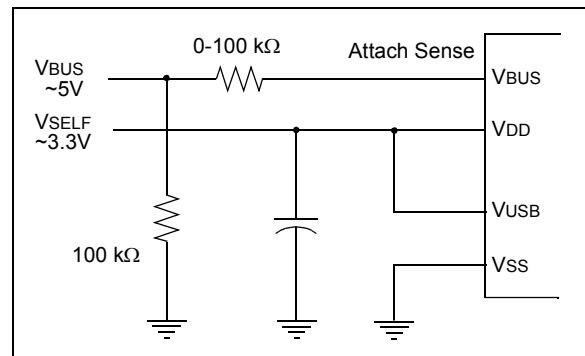 0-100 kΩ
Attach Sense
VBUS
~5V
VBUS
VSELF
~3.3V
VDD
VUSB
100 kΩ
VSS